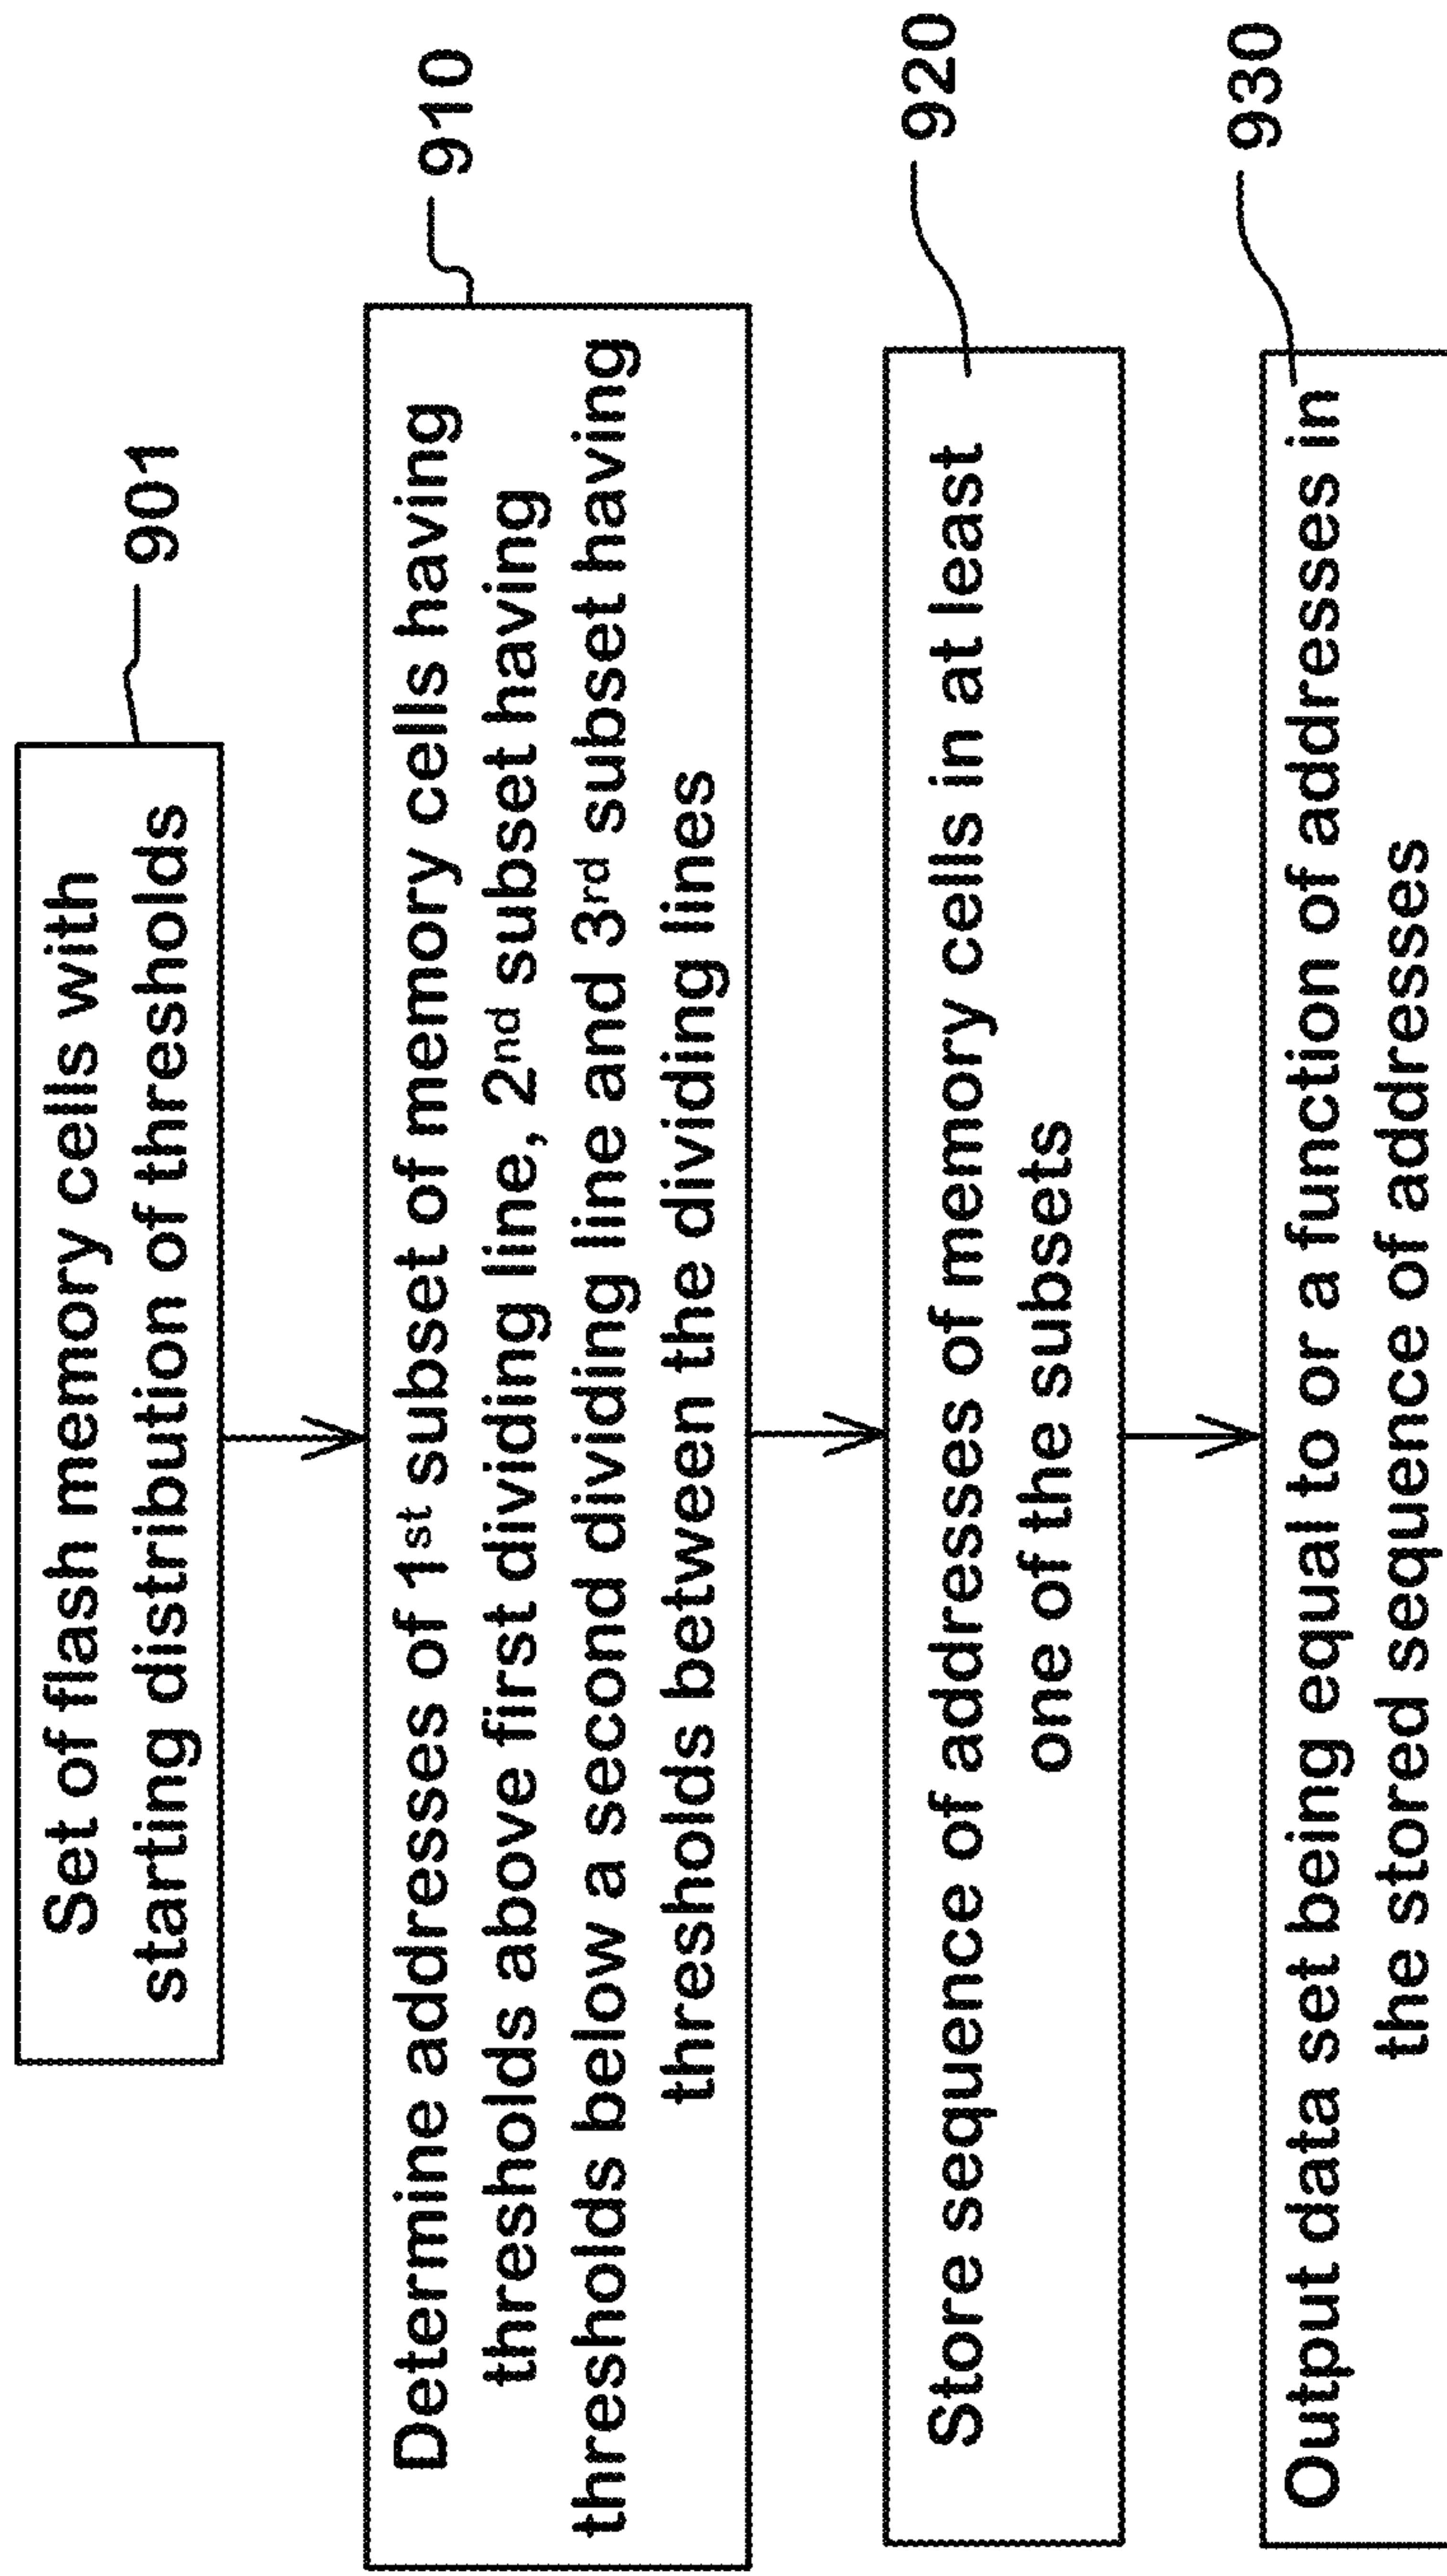 Set of flash memory cells with
starting distribution of thresholds
901
Determine addresses of 1st subset of memory cells having
thresholds above first dividing line, 2nd subset having
thresholds below a second dividing line and 3rd subset having
thresholds between the dividing lines
910
Store sequence of addresses of memory cells in at least
one of the subsets
920
Output data set being equal to or a function of addresses in
the stored sequence of addresses
930